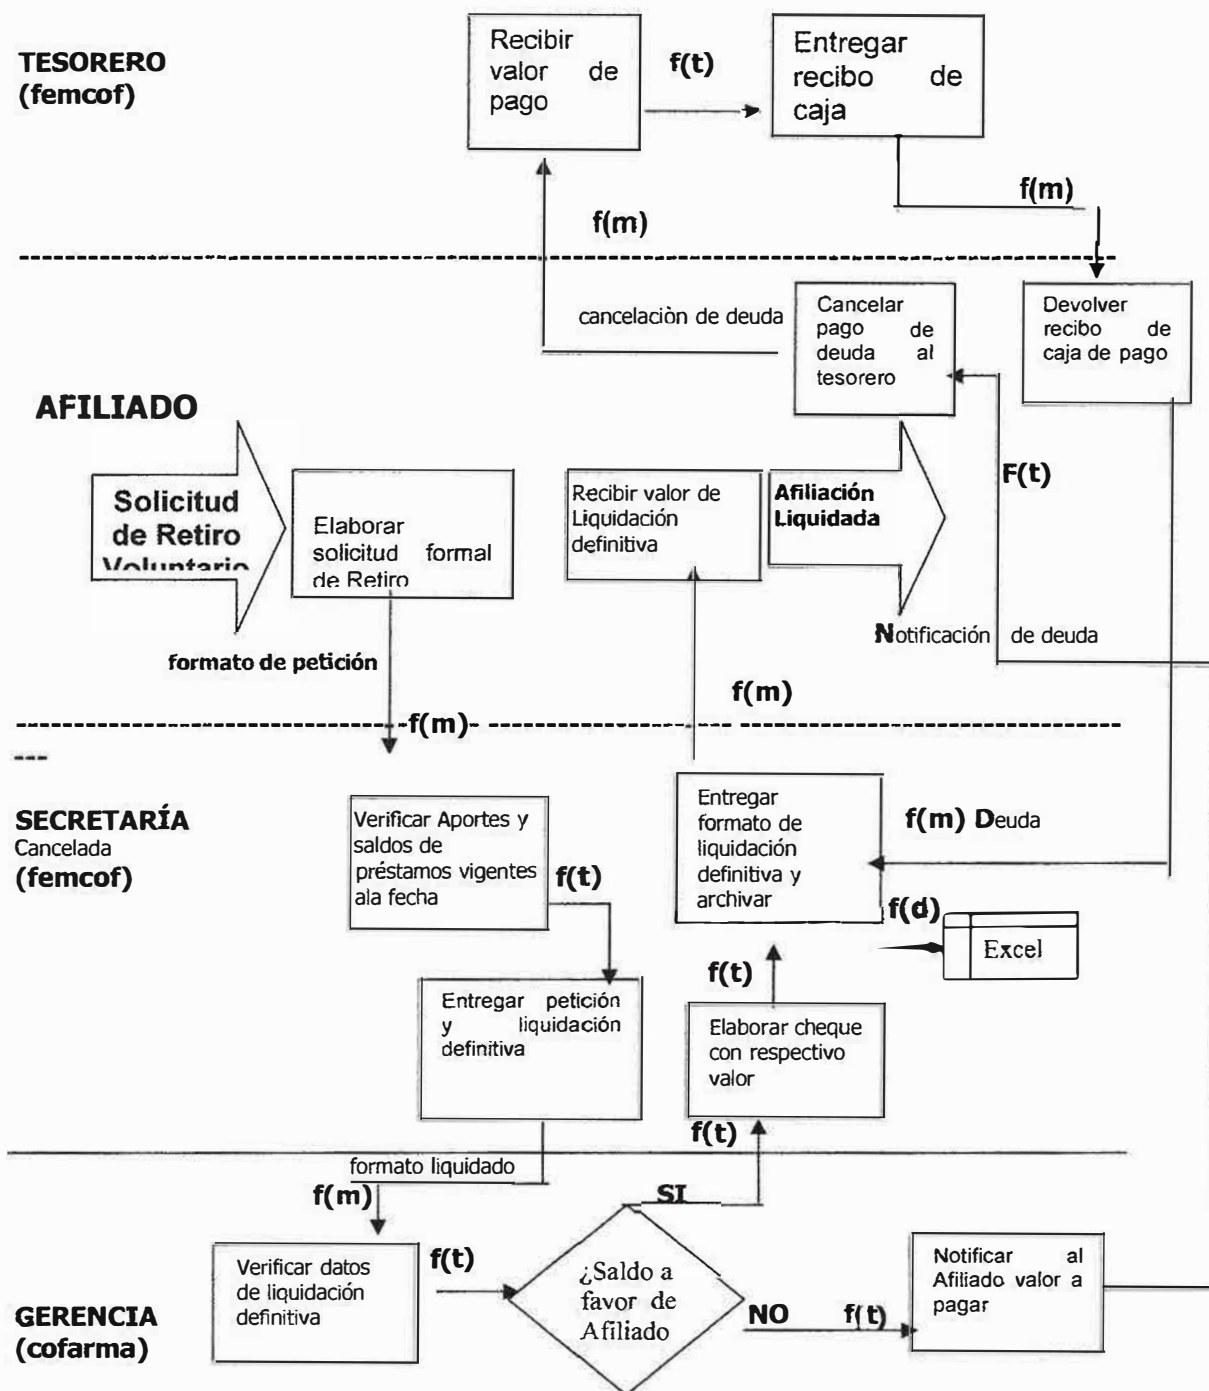 TESORERO
(femcof)
Recibir
valor de
pago
f(t)
Entregar
recibo de
caja
f(m)
f(m)
cancelaciòn de deuda
Cancelar
pago de
deuda al
tesorero
Devolver
recibo de
caja de pago
AFILIADO
Solicitud
de Retiro
Voluntario
Elaborar
solicitud formal
de Retiro
Recibir valor de
Liquidación
definitiva
Afiliación
Liquidada
F(t)
Notificación de deuda
formato de petición
f(m)
f(m)
SECRETARÍA
Cancelada
(femcof)
Verificar Aportes y
saldos de
préstamos vigentes
ala fecha
f(t)
Entregar
formato de
liquidación
definitiva y
archivar
f(m) Deuda
f(d)
Excel
Entregar petición
y liquidación
definitiva
f(t)
Elaborar cheque
con respectivo
valor
f(t)
formato liquidado
f(m)
SI
GERENCIA
(cofarma)
Verificar datos
de liquidación
definitiva
f(t)
¿Saldo a
favor de
Afiliado
NO
f(t)
Notificar al
Afiliado valor a
pagar